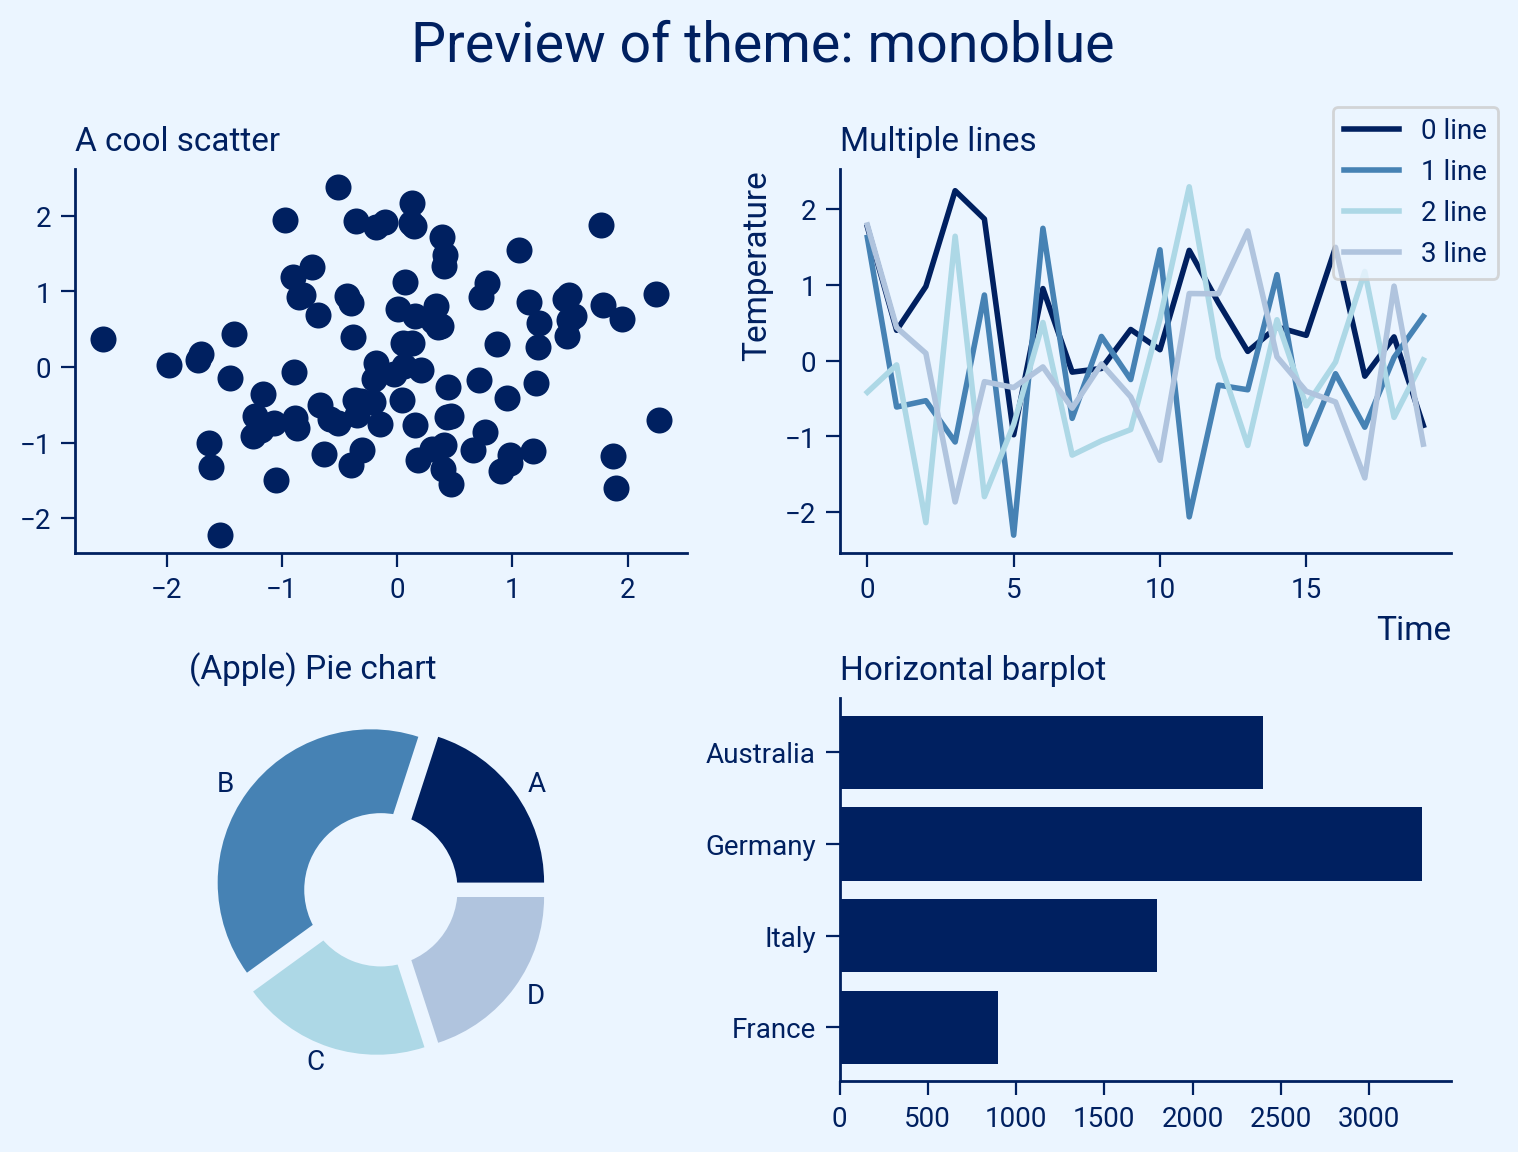 Preview of theme: monoblue
A cool scatter
2
1
0
−1
−2
−2 −1 0 1 2
Multiple lines
Temperature
2
1
0
−1
−2
0 5 10 15
Time
0 line
1 line
2 line
3 line
(Apple) Pie chart
A
B
C
D
Horizontal barplot
Australia
Germany
Italy
France
0 500 1000 1500 2000 2500 3000